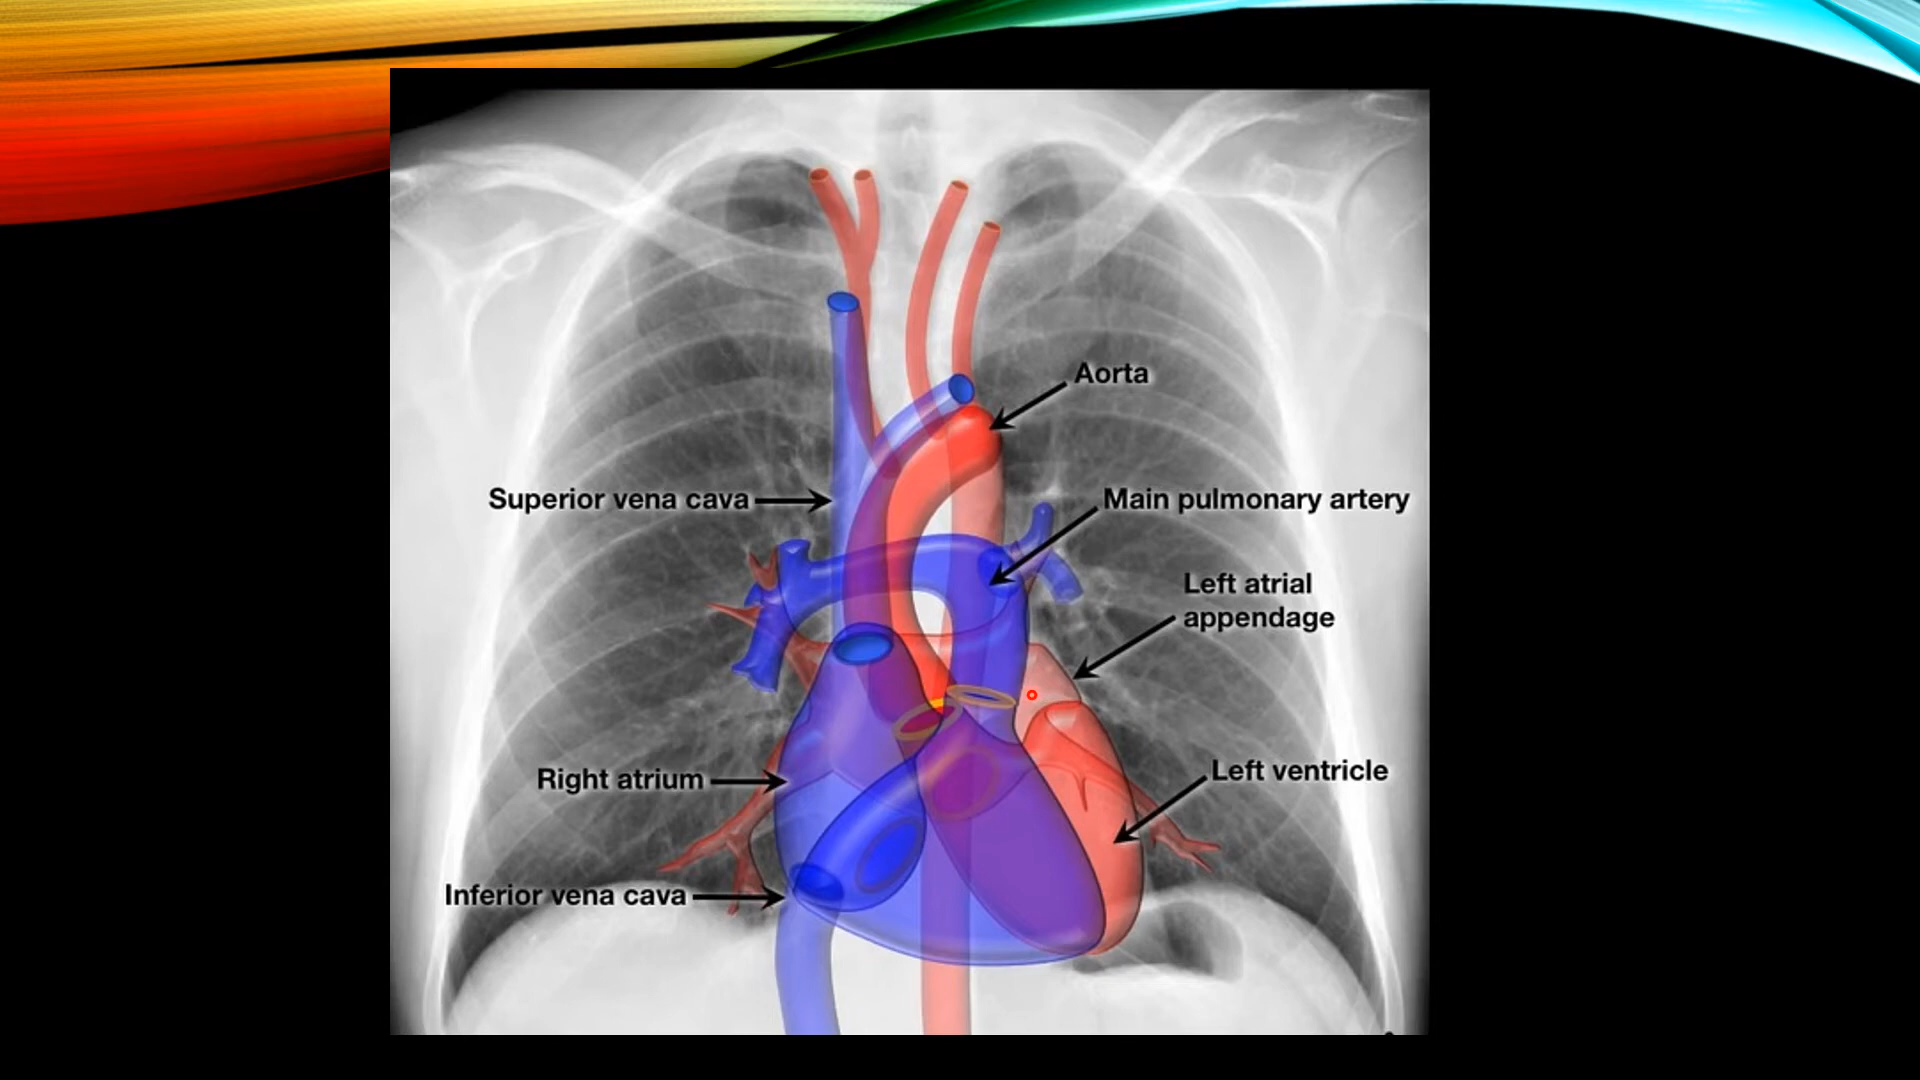 Aorta
Superior vena cava
Main pulmonary artery
Left atrial
appendage
Right atrium
Left ventricle
Inferior vena cava